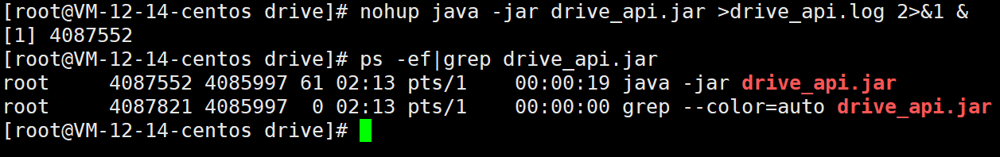 [root@VM-12-14-centos drive]# nohup java -jar drive_api.jar >drive_api.log 2>&1 &
[1] 4087552
[root@VM-12-14-centos drive]# ps -ef|grep drive_api.jar
root     4087552 4085997 61 02:13 pts/1    00:00:19 java -jar drive_api.jar
root     4087821 4085997  0 02:13 pts/1    00:00:00 grep --color=auto drive_api.jar
[root@VM-12-14-centos drive]#